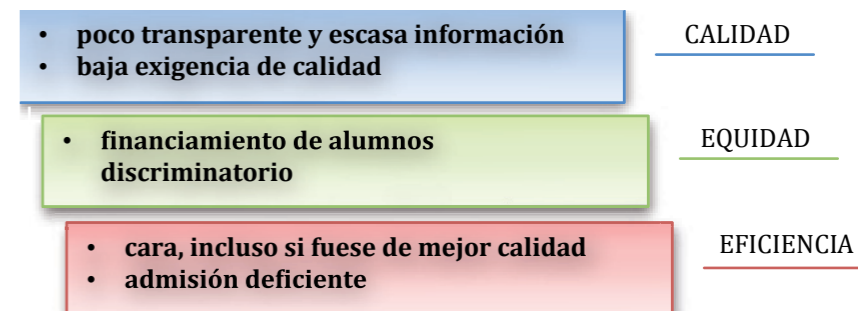 • poco transparente y escasa información
• baja exigencia de calidad
CALIDAD
• financiamiento de alumnos
discriminatorio
EQUIDAD
• cara, incluso si fuese de mejor calidad
• admisión deficiente
EFICIENCIA